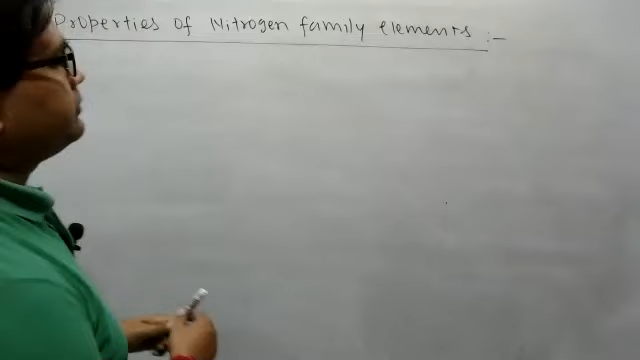 Properties of Nitrogen family elements :-